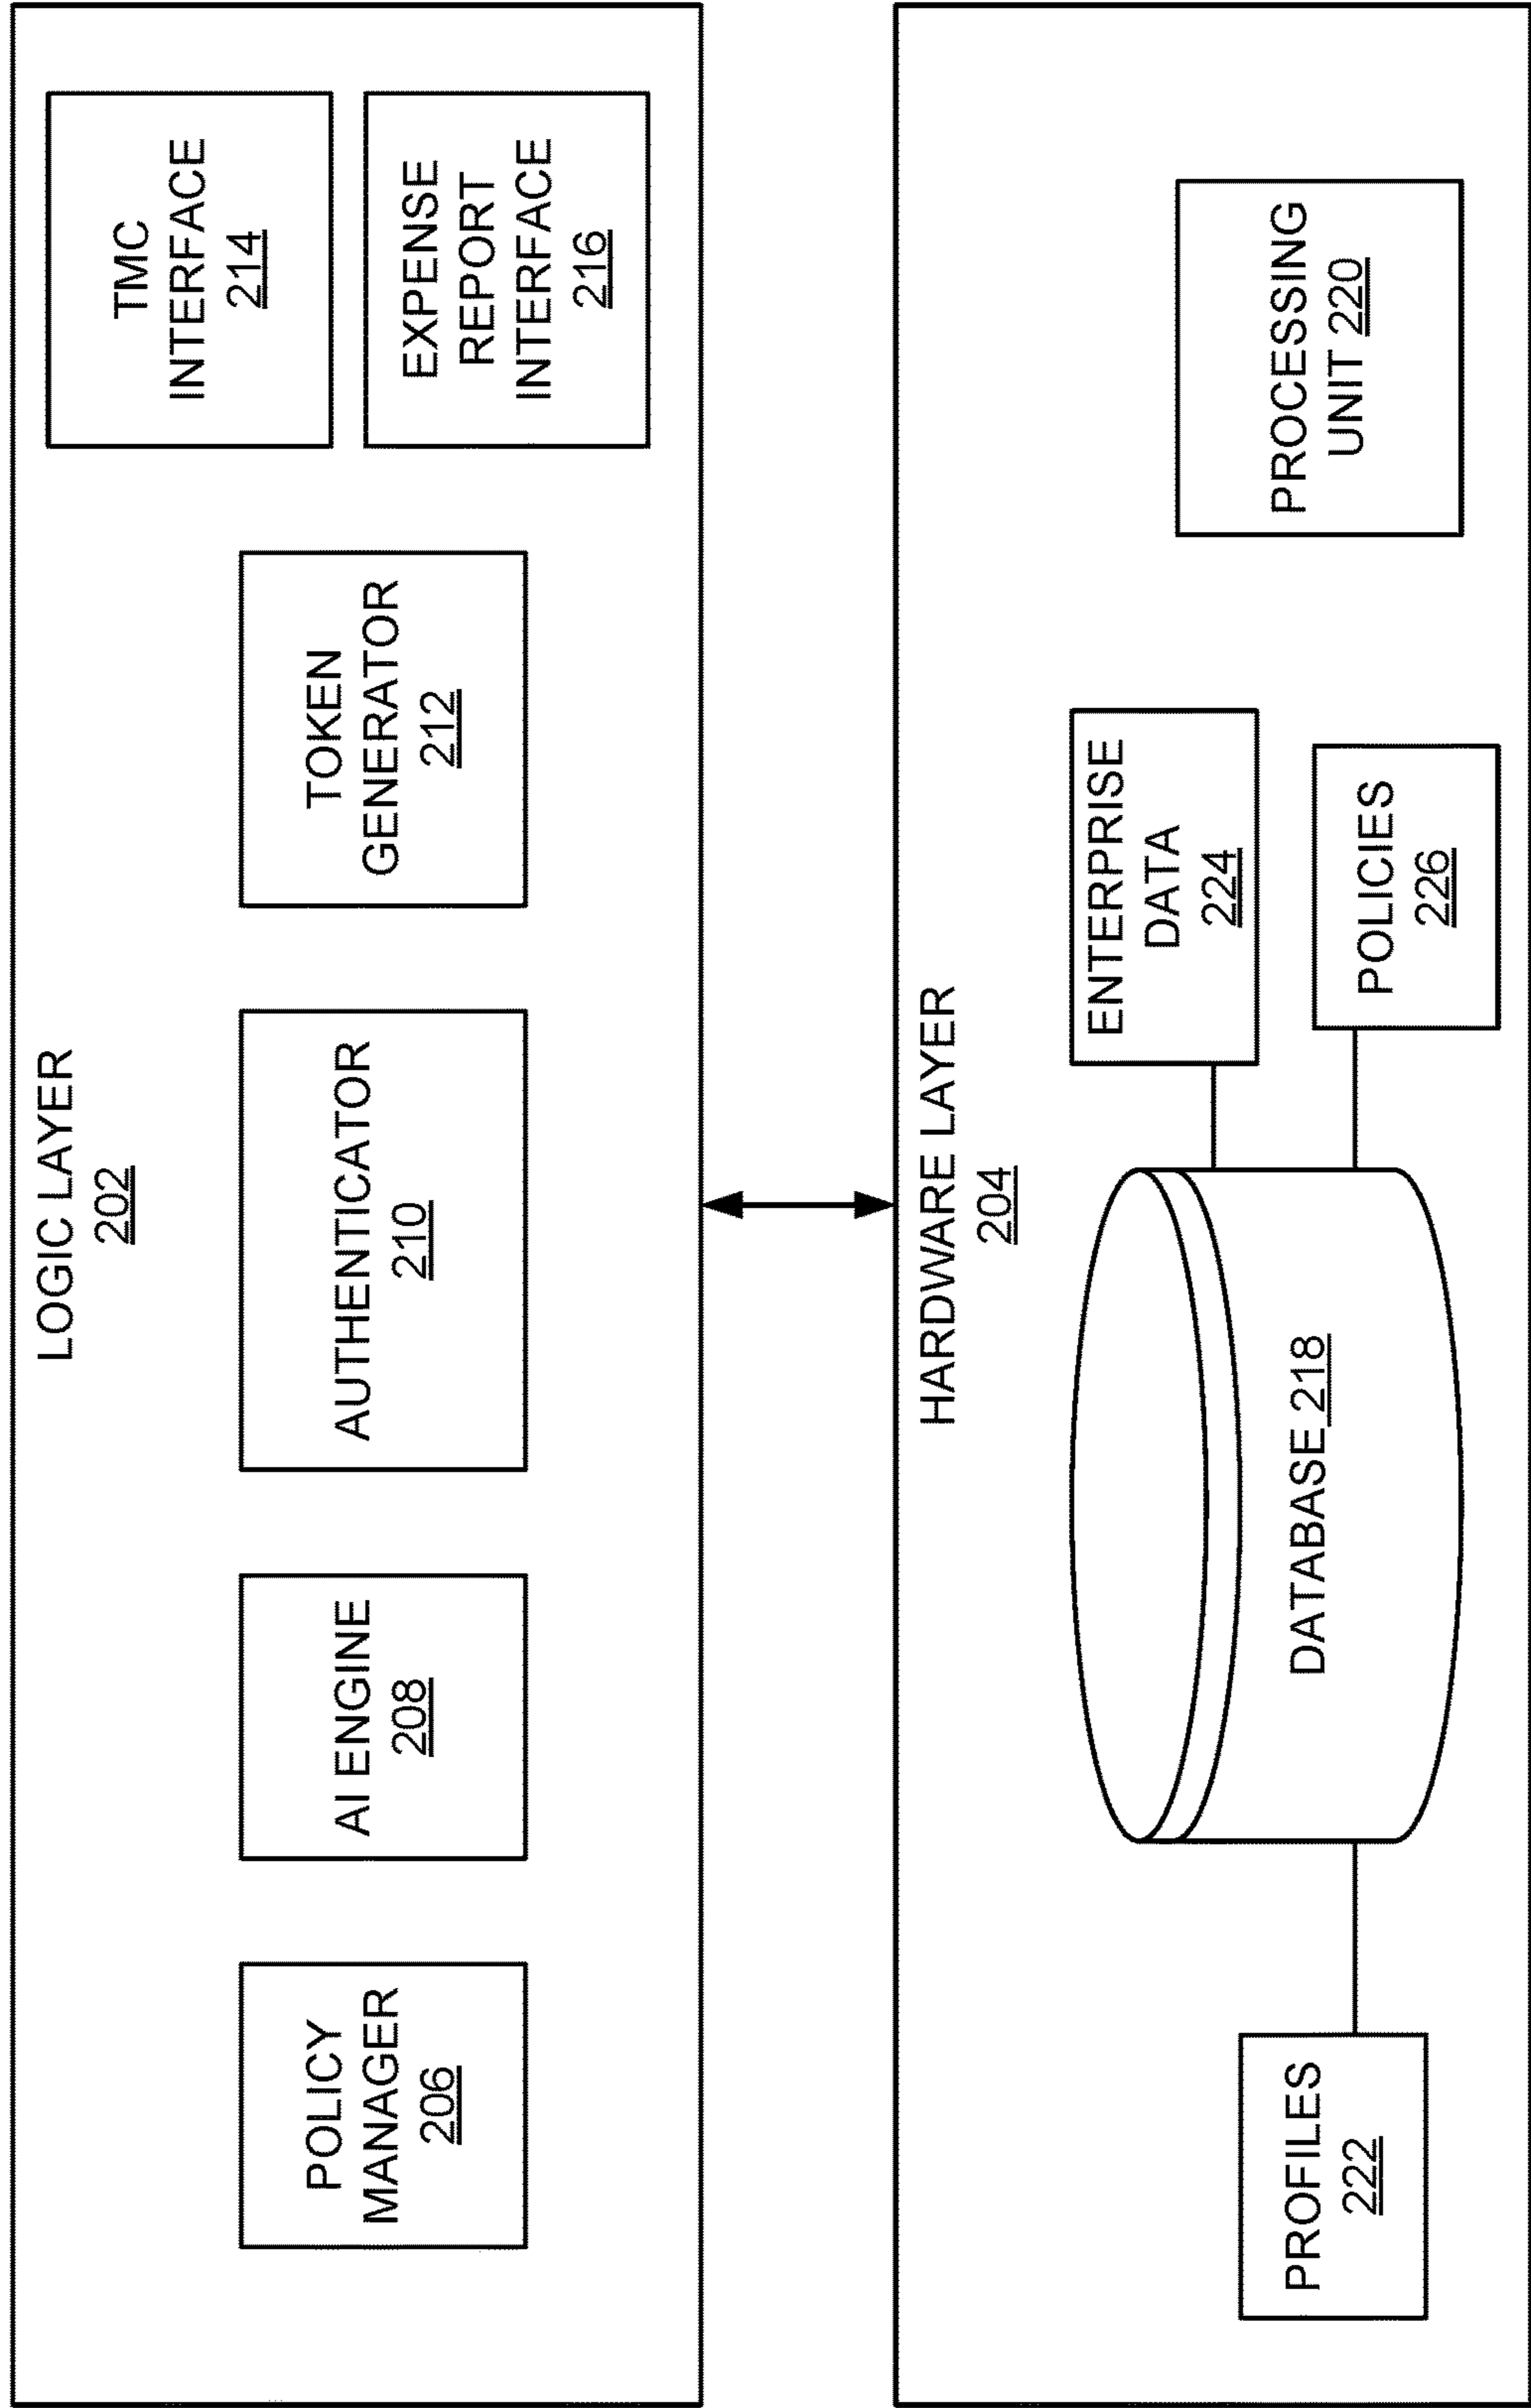 LOGIC LAYER
202
POLICY
MANAGER
206
AI ENGINE
208
AUTHENTICATOR
210
TOKEN
GENERATOR
212
TMC
INTERFACE
214
EXPENSE
REPORT
INTERFACE
216
HARDWARE LAYER
204
PROFILES
222
DATABASE 218
ENTERPRISE
DATA
224
POLICIES
226
PROCESSING
UNIT 220